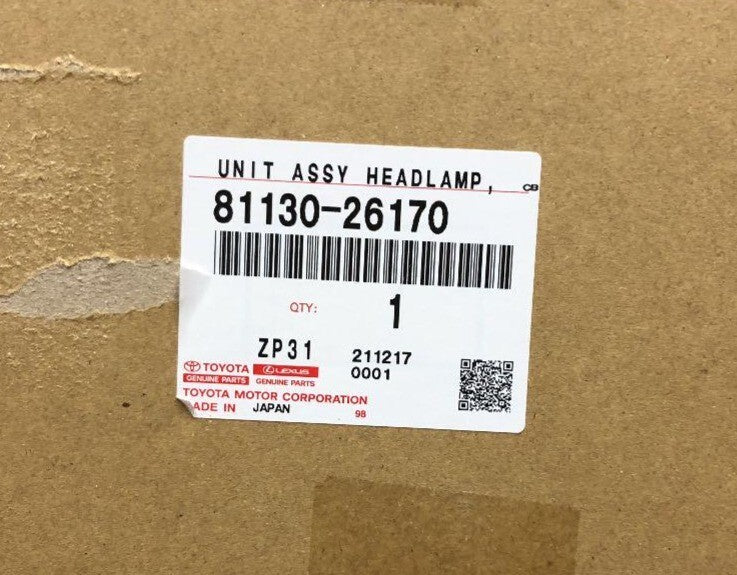 UNIT ASSY HEADLAMP, CB
81130-26170
QTY: 1
ZP31 211217
0001
TOYOTA LEXUS
GENUINE PARTS GENUINE PARTS
TOYOTA MOTOR CORPORATION
ADE IN JAPAN 98